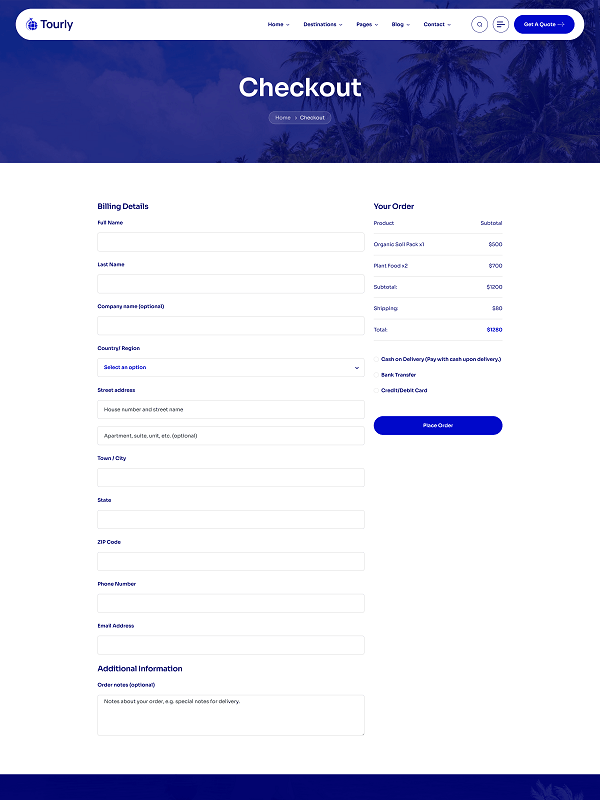 Tourly
Home
Destinations
Pages
Blog
Contact
Get A Quote
Checkout
Home > Checkout
Billing Details
Full Name
Last Name
Company name (optional)
Country/ Region
Select an option
Street address
House number and street name
Apartment, suite, unit, etc. (optional)
Town / City
State
ZIP Code
Phone Number
Email Address
Additional Information
Order notes (optional)
Notes about your order, e.g. special notes for delivery.
Your Order
Product Subtotal
Organic Soil Pack x1 $500
Plant Food x2 $700
Subtotal: $1200
Shipping: $80
Total: $1280
Cash on Delivery (Pay with cash upon delivery.)
Bank Transfer
Credit/Debit Card
Place Order